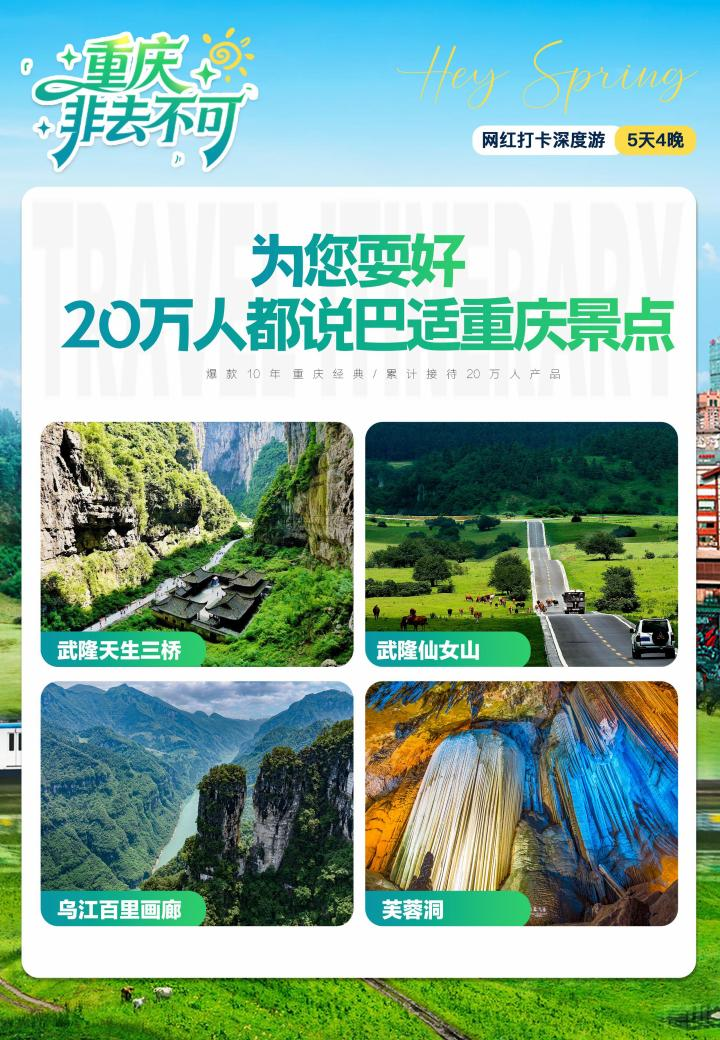 重庆
非去不可
Hey Spring
网红打卡深度游 5天4晚
TRAVEL ITINERARY
为您耍好
20万人都说巴适重庆景点
爆款10年 重庆经典/累计接待20万人产品
武隆天生三桥
武隆仙女山
乌江百里画廊
芙蓉洞